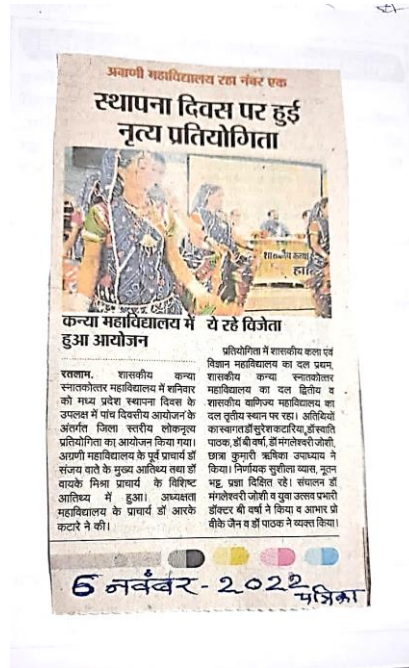 अग्रणी महाविद्यालय रहा नंबर एक
स्थापना दिवस पर हुई
नृत्य प्रतियोगिता
शासकीय कन्या
कन्या महाविद्यालय में
हुआ आयोजन
रतलाम. शासकीय कन्या
स्नातकोत्तर महाविद्यालय में शनिवार
को मध्य प्रदेश स्थापना दिवस के
उपलक्ष में पांच दिवसीय आयोजन के
अंतर्गत जिला स्तरीय लोकनृत्य
प्रतियोगिता का आयोजन किया गया।
अग्रणी महाविद्यालय के पूर्व प्राचार्य डॉ
संजय वाते के मुख्य आतिथ्य तथा डॉ
वायके मिश्रा प्राचार्य के विशिष्ट
आतिथ्य में हुआ। अध्यक्षता
महाविद्यालय के प्राचार्य डॉ आरके
कटारे ने की।
ये रहे विजेता
प्रतियोगिता में शासकीय कला एवं
विज्ञान महाविद्यालय का दल प्रथम,
शासकीय कन्या स्नातकोत्तर
महाविद्यालय का दल द्वितीय व
शासकीय वाणिज्य महाविद्यालय का
दल तृतीय स्थान पर रहा। अतिथियों
का स्वागत डॉ सुरेश कटारिया, डॉ स्वाति
पाठक, डॉ बी वर्षा, डॉ मंगलेश्वरी जोशी,
छात्रा कुमारी ऋषिका उपाध्याय ने
किया। निर्णायक सुशीला व्यास, नूतन
भट्ट, प्रज्ञा दिक्षित रहे। संचालन डॉ
मंगलेश्वरी जोशी व युवा उत्सव प्रभारी
डॉक्टर बी वर्षा ने किया व आभार प्रो
वीके जैन व डॉ पाठक ने व्यक्त किया।
6 नवंबर - 2022
पत्रिका